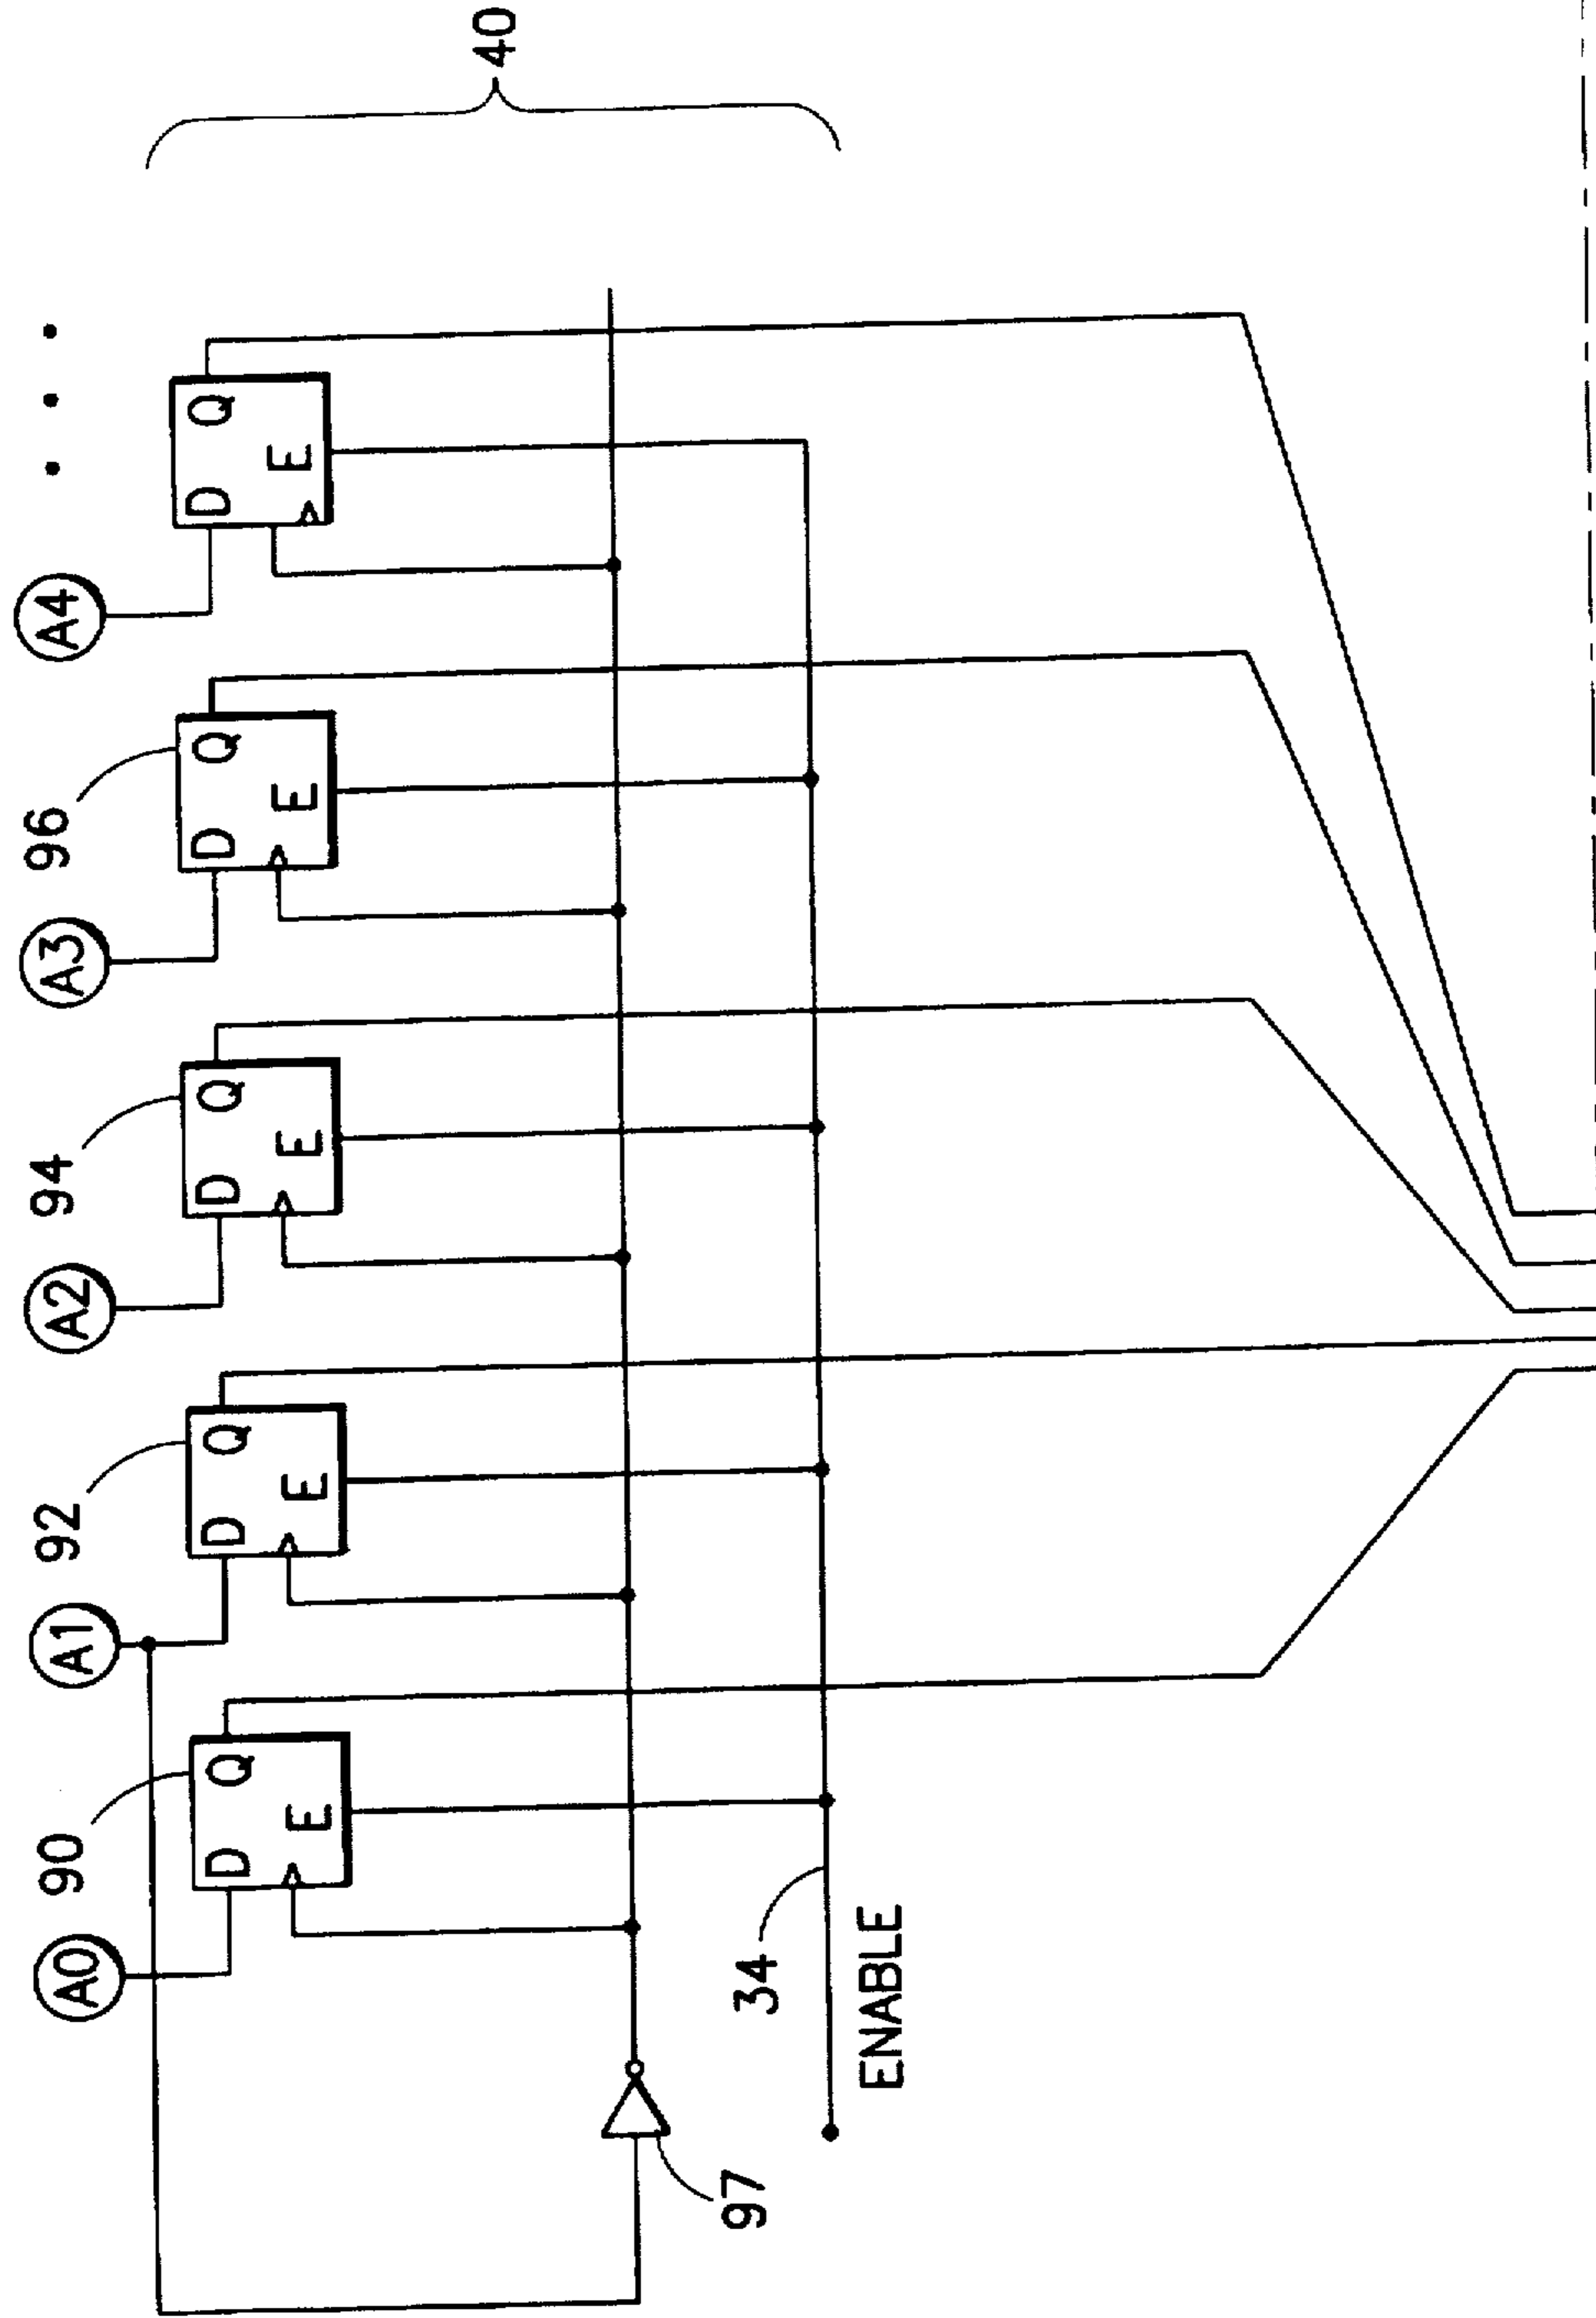 A0 90 A1 92 A2 94 A3 96 A4
D Q D Q D Q D Q D Q
E E E E E
40
97
34
ENABLE